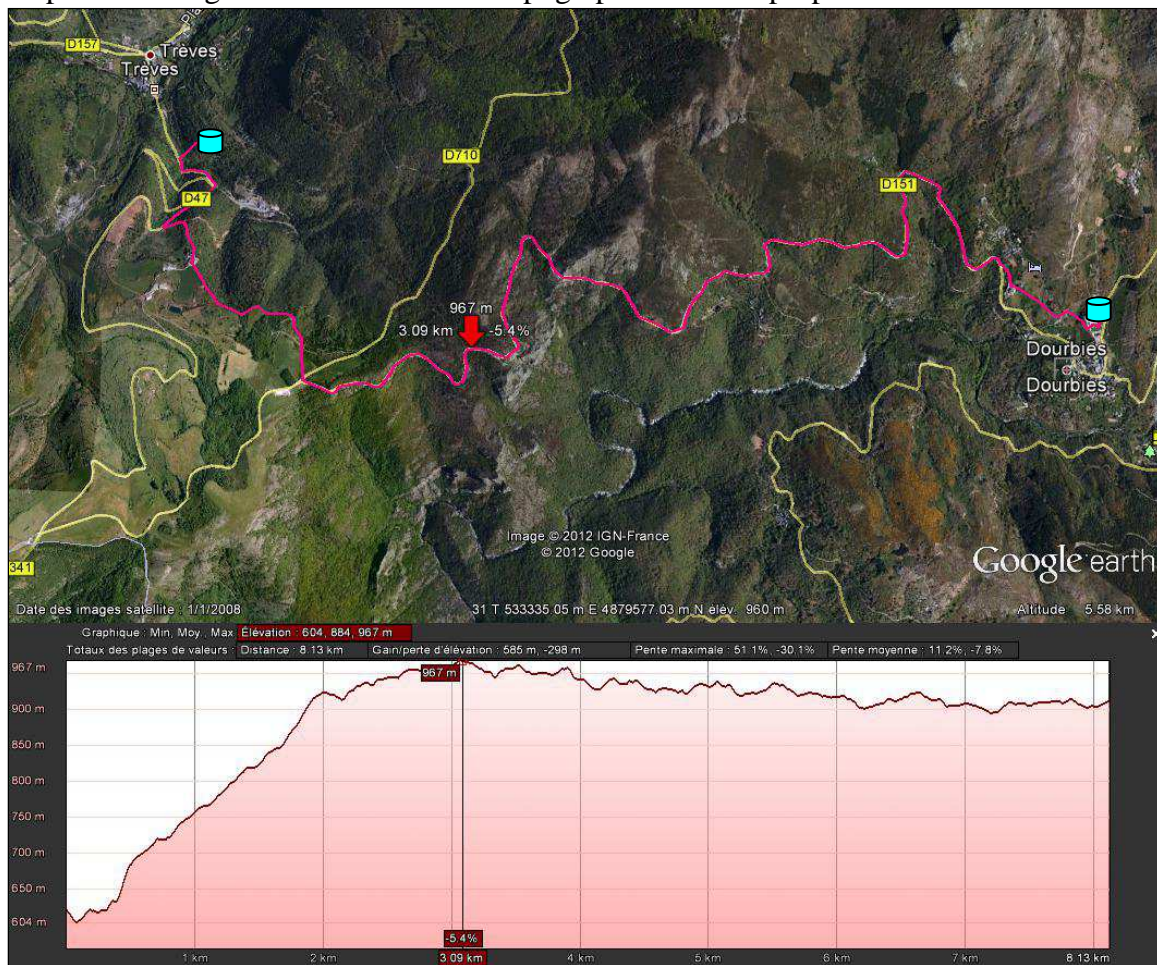 D157
Trèves
Trèves
D710
D47
D151
967 m
3.09 km
-5.4%
Dourbies
Dourbies
341
Image © 2012 IGN-France
© 2012 Google
Google earth
Date des images satellite : 1/1/2008
31 T 533335.05 m E 4879577.03 m N élév. 960 m
Altitude 5.58 km
Graphique : Min, Moy., Max Élévation : 604, 884, 967 m
Totaux des plages de valeurs : Distance : 8.13 km Gain/perte d'élévation : 585 m, -298 m Pente maximale : 51.1%, -30.1% Pente moyenne : 11.2%, -7.8%
967 m
967 m
900 m
850 m
800 m
750 m
700 m
650 m
604 m
-5.4%
1 km 2 km 3.09 km 4 km 5 km 6 km 7 km 8.13 km